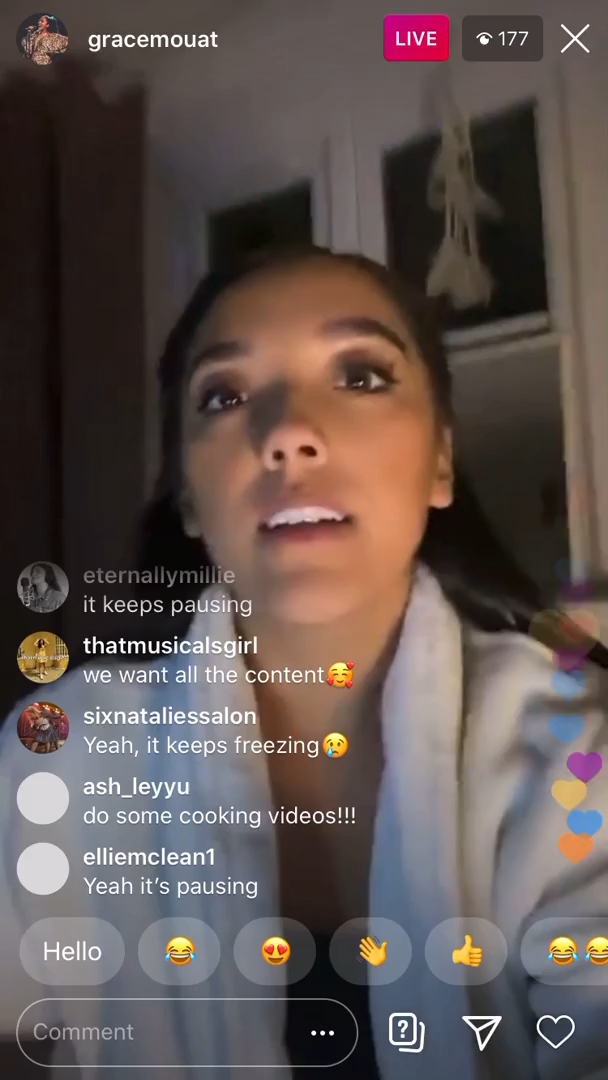 gracemouat
LIVE
177
eternallymillie
it keeps pausing
thatmusicalsgirl
we want all the content🥰
sixnataliessalon
Yeah, it keeps freezing😢
ash_leyyu
do some cooking videos!!!
elliemclean1
Yeah it’s pausing
Hello 😂 😍 👋 👍 😂😂
Comment